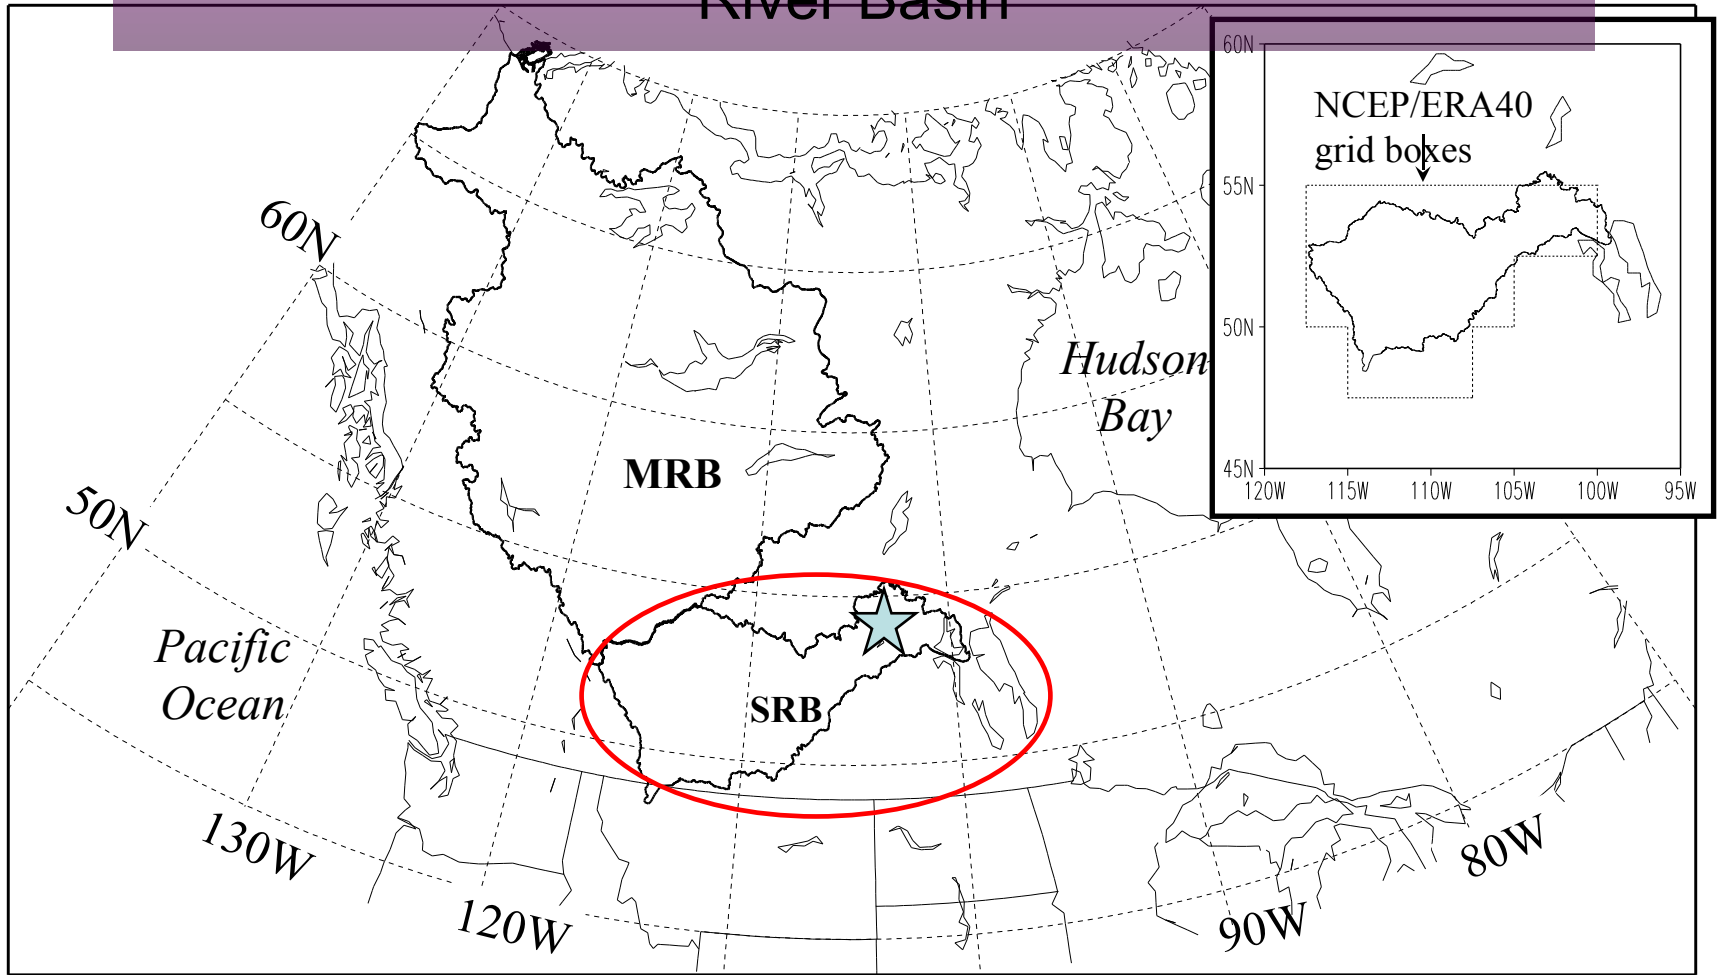 River Basin
60N
NCEP/ERA40
grid boxes
55N
50N
45N
120W
115W
110W
105W
100W
95W
60N
Hudson
Bay
MRB
50N
Pacific
Ocean
SRB
130W
120W
90W
80W